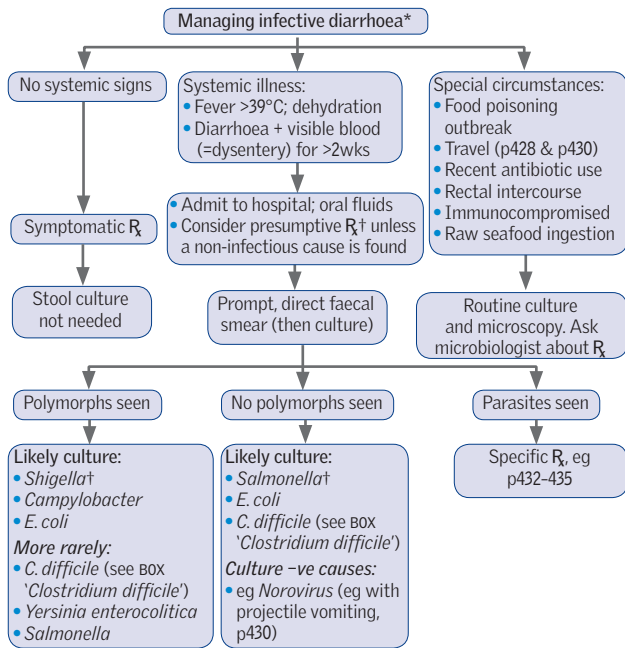 Managing infective diarrhoea*
No systemic signs
Systemic illness:
• Fever >39°C; dehydration
• Diarrhoea + visible blood
(=dysentery) for >2wks
Special circumstances:
• Food poisoning
outbreak
• Travel (p428 & p430)
• Recent antibiotic use
• Rectal intercourse
• Immunocompromised
• Raw seafood ingestion
Symptomatic ℞
• Admit to hospital; oral fluids
• Consider presumptive ℞† unless
a non-infectious cause is found
Stool culture
not needed
Prompt, direct faecal
smear (then culture)
Routine culture
and microscopy. Ask
microbiologist about ℞
Polymorphs seen
No polymorphs seen
Parasites seen
Likely culture:
• Shigella†
• Campylobacter
• E. coli
More rarely:
• C. difficile (see BOX
‘Clostridium difficile’)
• Yersinia enterocolitica
• Salmonella
Likely culture:
• Salmonella†
• E. coli
• C. difficile (see BOX
‘Clostridium difficile’)
Culture –ve causes:
• eg Norovirus (eg with
projectile vomiting,
p430)
Specific ℞, eg
p432–435